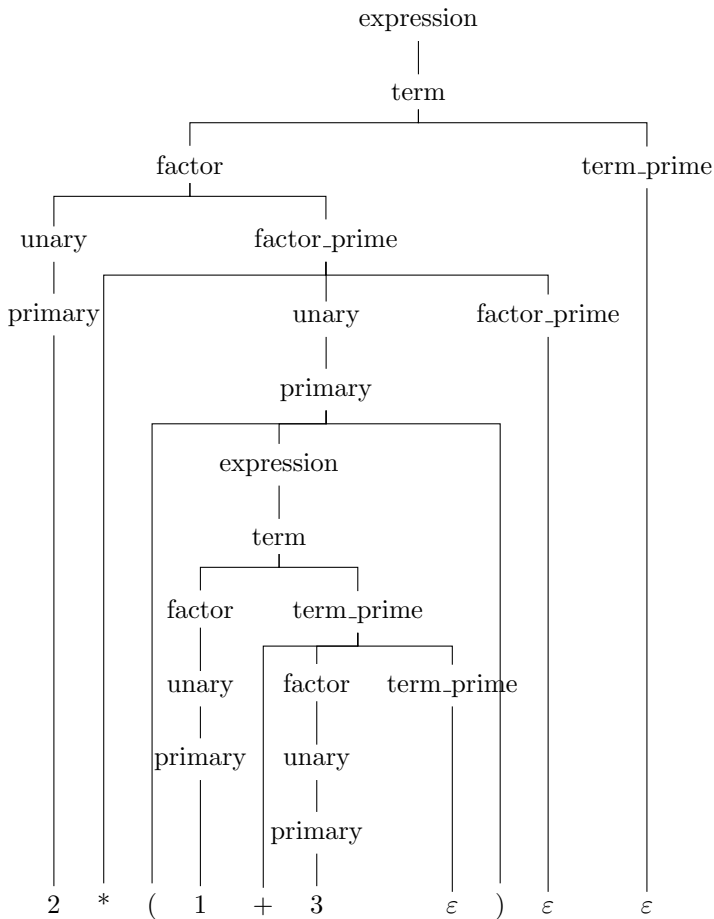 expression
term
factor term_prime
unary factor_prime
primary unary factor_prime
primary
expression
term
factor term_prime
unary factor term_prime
primary unary
primary
2 * ( 1 + 3 ε ) ε ε